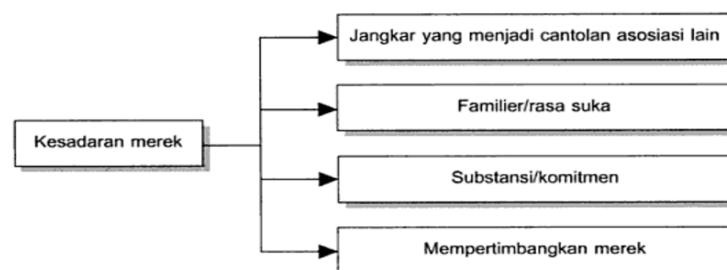 Jangkar yang menjadi cantolan asosiasi lain
Familier/rasa suka
Kesadaran merek
Substansi/komitmen
Mempertimbangkan merek